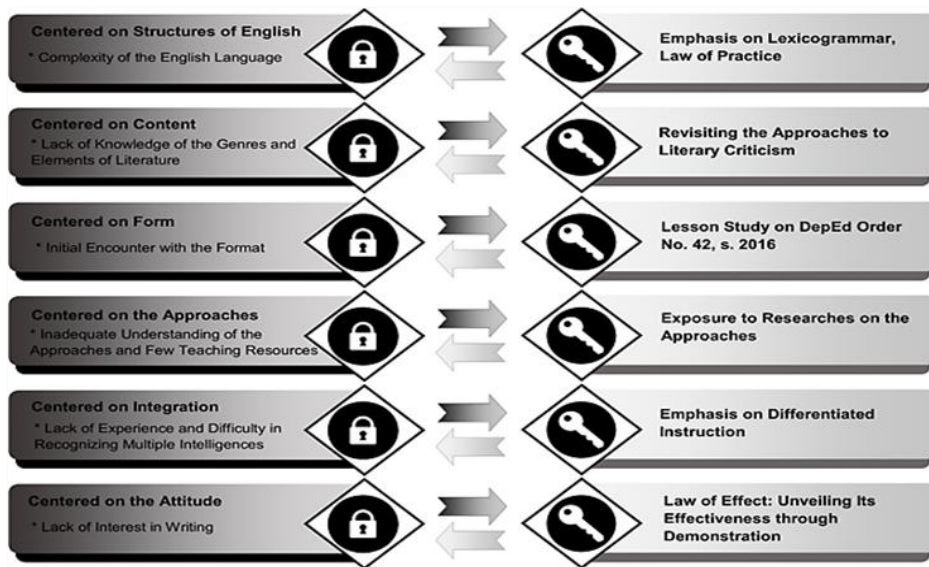 Centered on Structures of English
* Complexity of the English Language
Emphasis on Lexicogrammar,
Law of Practice
Centered on Content
* Lack of Knowledge of the Genres and
Elements of Literature
Revisiting the Approaches to
Literary Criticism
Centered on Form
* Initial Encounter with the Format
Lesson Study on DepEd Order
No. 42, s. 2016
Centered on the Approaches
* Inadequate Understanding of the
Approaches and Few Teaching Resources
Exposure to Researches on the
Approaches
Centered on Integration
* Lack of Experience and Difficulty in
Recognizing Multiple Intelligences
Emphasis on Differentiated
Instruction
Centered on the Attitude
* Lack of Interest in Writing
Law of Effect: Unveiling Its
Effectiveness through
Demonstration